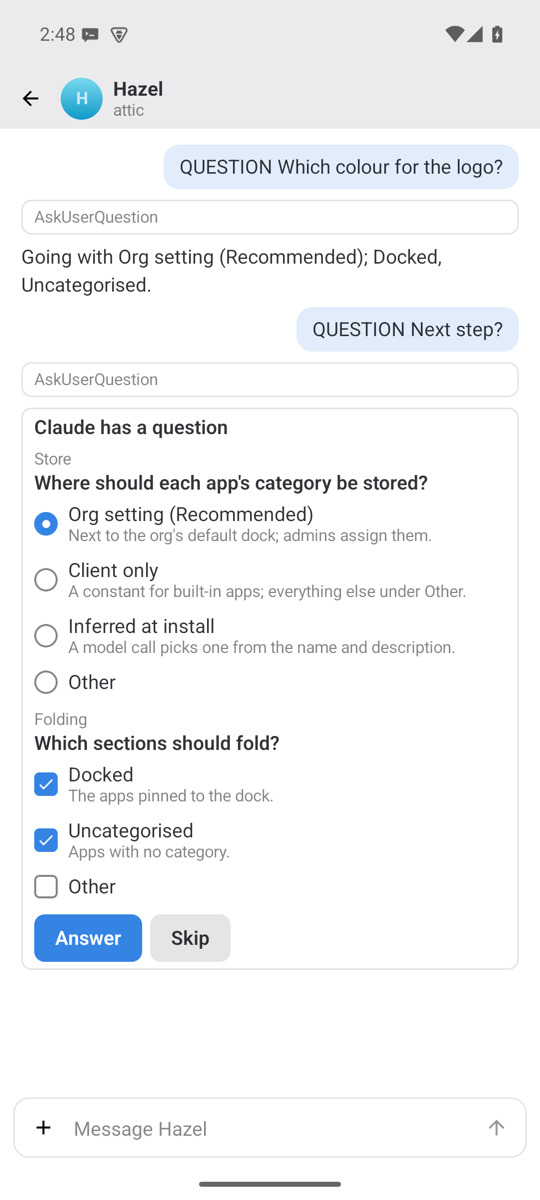 2:48
H
Hazel
attic
QUESTION Which colour for the logo?
AskUserQuestion
Going with Org setting (Recommended); Docked,
Uncategorised.
QUESTION Next step?
AskUserQuestion
Claude has a question
Store
Where should each app's category be stored?
Org setting (Recommended)
Next to the org's default dock; admins assign them.
Client only
A constant for built-in apps; everything else under Other.
Inferred at install
A model call picks one from the name and description.
Other
Folding
Which sections should fold?
Docked
The apps pinned to the dock.
Uncategorised
Apps with no category.
Other
Answer Skip
+ Message Hazel